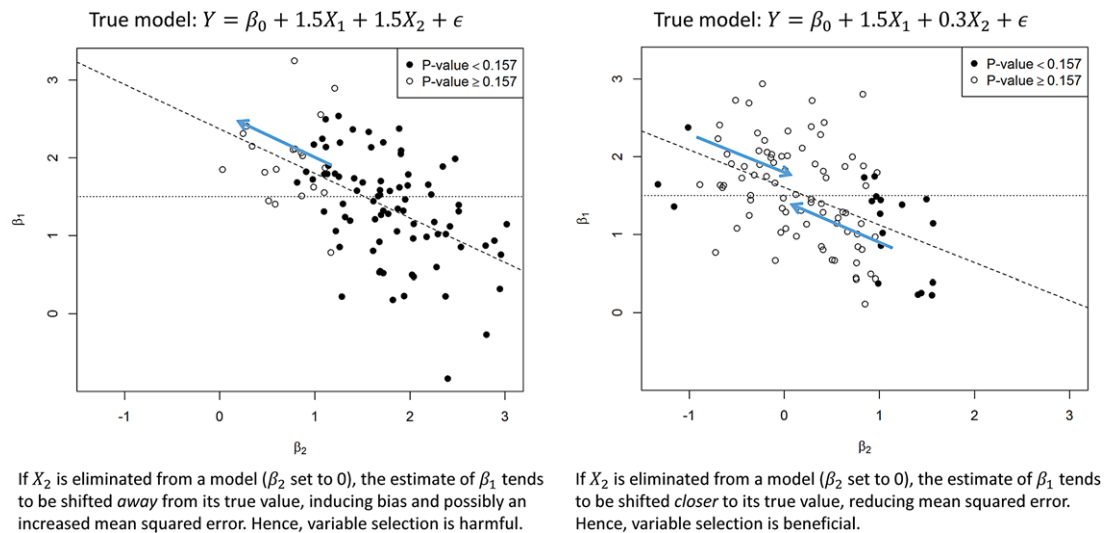 True model: 𝑌 = 𝛽₀ + 1.5𝑋₁ + 1.5𝑋₂ + 𝜖
P-value < 0.157
P-value ≥ 0.157
3
2
1
0
β₁
-1 0 1 2 3
β₂
If 𝑋₂ is eliminated from a model (𝛽₂ set to 0), the estimate of 𝛽₁ tends
to be shifted away from its true value, inducing bias and possibly an
increased mean squared error. Hence, variable selection is harmful.
True model: 𝑌 = 𝛽₀ + 1.5𝑋₁ + 0.3𝑋₂ + 𝜖
P-value < 0.157
P-value ≥ 0.157
3
2
1
0
β₁
-1 0 1 2 3
β₂
If 𝑋₂ is eliminated from a model (𝛽₂ set to 0), the estimate of 𝛽₁ tends
to be shifted closer to its true value, reducing mean squared error.
Hence, variable selection is beneficial.